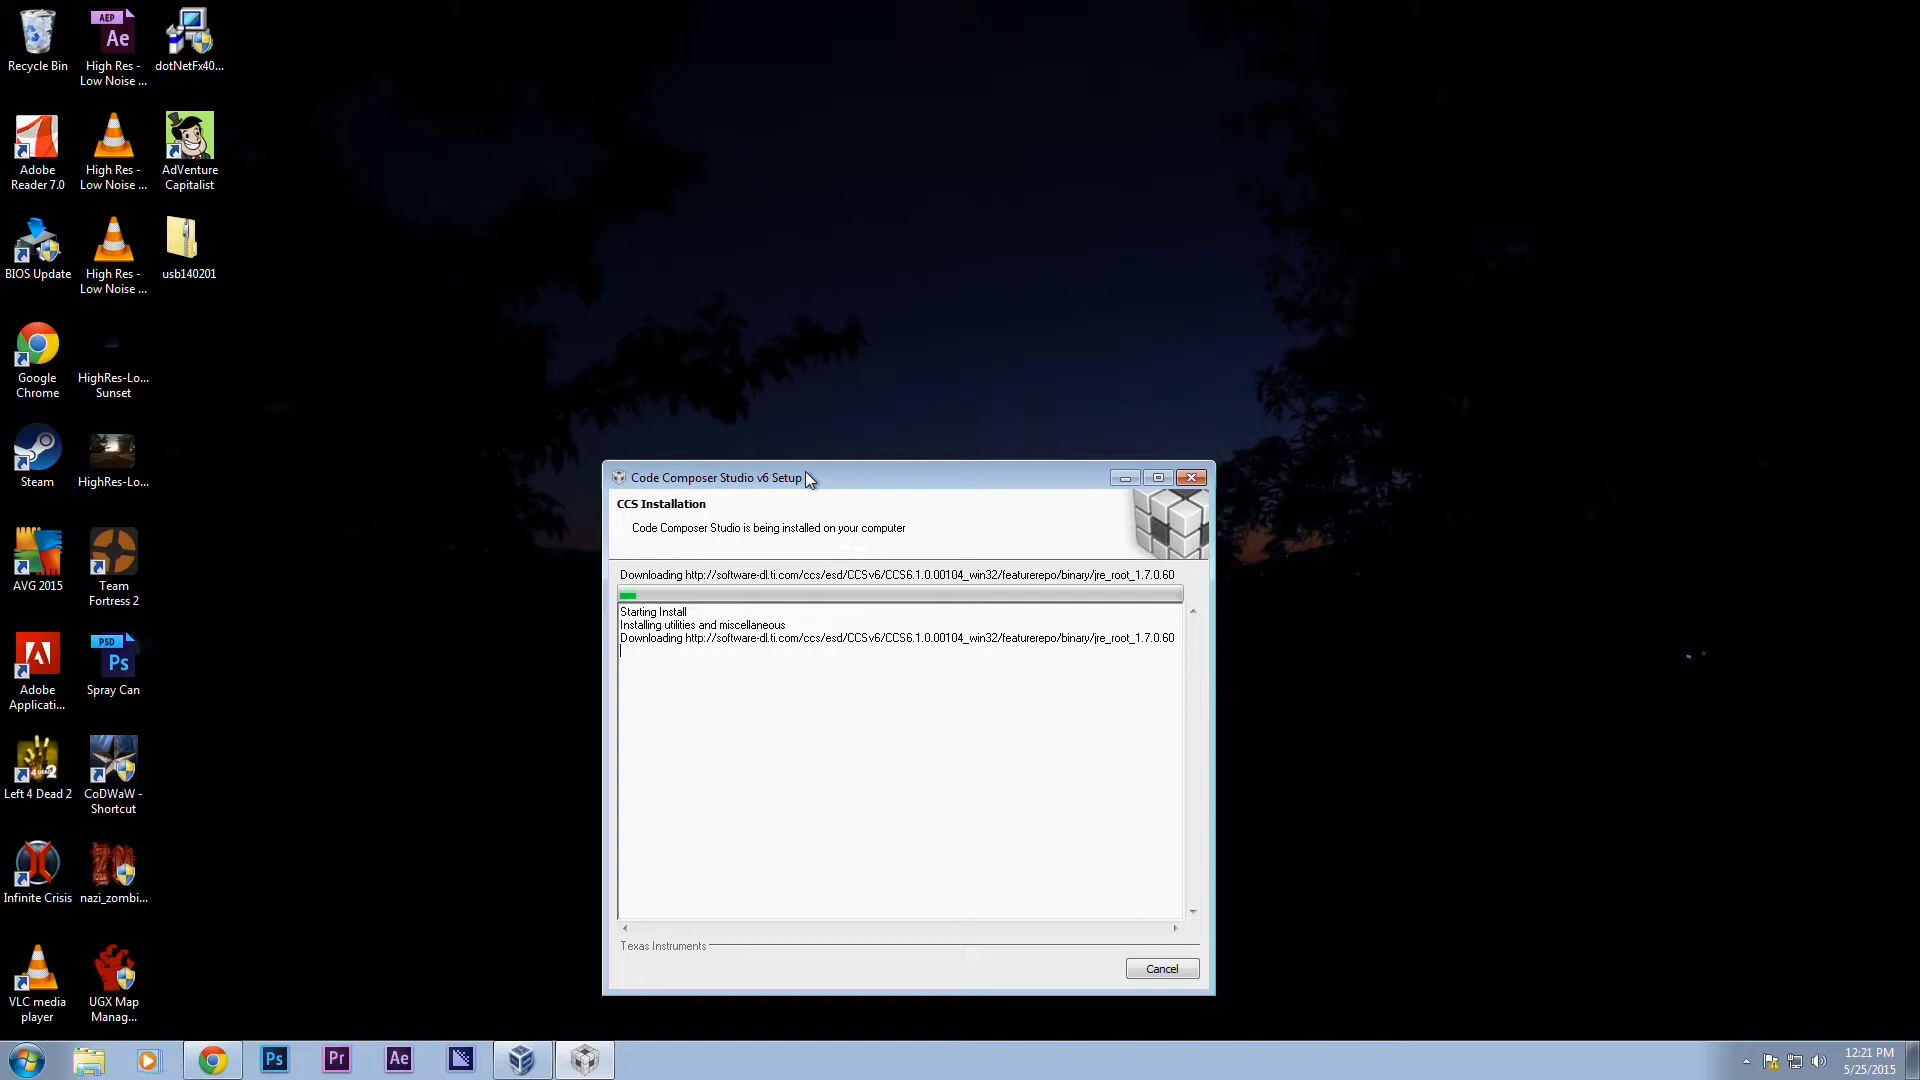 Recycle Bin
AEP
Ae
High Res -
Low Noise ...
dotNetFx40...
Adobe
Reader 7.0
High Res -
Low Noise ...
AdVenture
Capitalist
BIOS Update
High Res -
Low Noise ...
usb140201
Google
Chrome
HighRes-Lo...
Sunset
Steam
HighRes-Lo...
AVG 2015
Team
Fortress 2
Adobe
Applicati...
PSD
Ps
Spray Can
Left 4 Dead 2
CoDWaW -
Shortcut
Infinite Crisis
nazi_zombi...
VLC media
player
UGX Map
Manag...
Code Composer Studio v6 Setup
CCS Installation
Code Composer Studio is being installed on your computer
Downloading http://software-dl.ti.com/ccs/esd/CCSv6/CCS6.1.0.00104_win32/featurerepo/binary/jre_root_1.7.0.60
Starting Install
Installing utilities and miscellaneous
Downloading http://software-dl.ti.com/ccs/esd/CCSv6/CCS6.1.0.00104_win32/featurerepo/binary/jre_root_1.7.0.60
Texas Instruments
Cancel
Ps
Pr
Ae
12:21 PM
5/25/2015